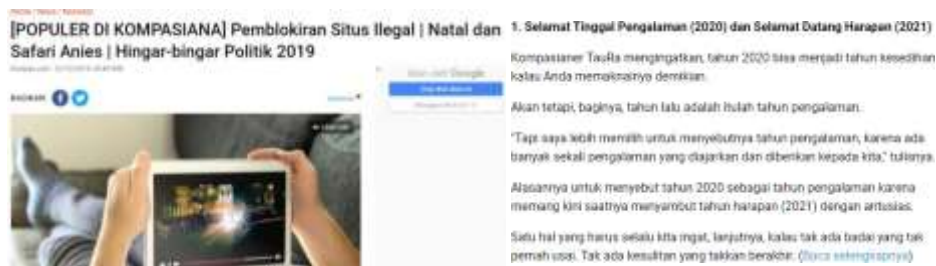 [POPULER DI KOMPASIANA] Pemblokiran Situs Ilegal | Natal dan
Safari Anies | Hingar-bingar Politik 2019
1. Selamat Tinggal Pengalaman (2020) dan Selamat Datang Harapan (2021)
Kompasianer TauRa mengingatkan, tahun 2020 bisa menjadi tahun kesedihan
kalau Anda memaknainya demikian.
Akan tetapi, baginya, tahun lalu adalah itulah tahun pengalaman.
"Tapi saya lebih memilih untuk menyebutnya tahun pengalaman, karena ada
banyak sekali pengalaman yang diajarkan dan diberikan kepada kita," tulisnya.
Alasannya untuk menyebut tahun 2020 sebagai tahun pengalaman karena
memang kini saatnya menyambut tahun harapan (2021) dengan antusias.
Satu hal yang harus selalu kita ingat, lanjutnya, kalau tak ada badai yang tak
pernah usai. Tak ada kesulitan yang takkan berakhir. (Baca selengkapnya)